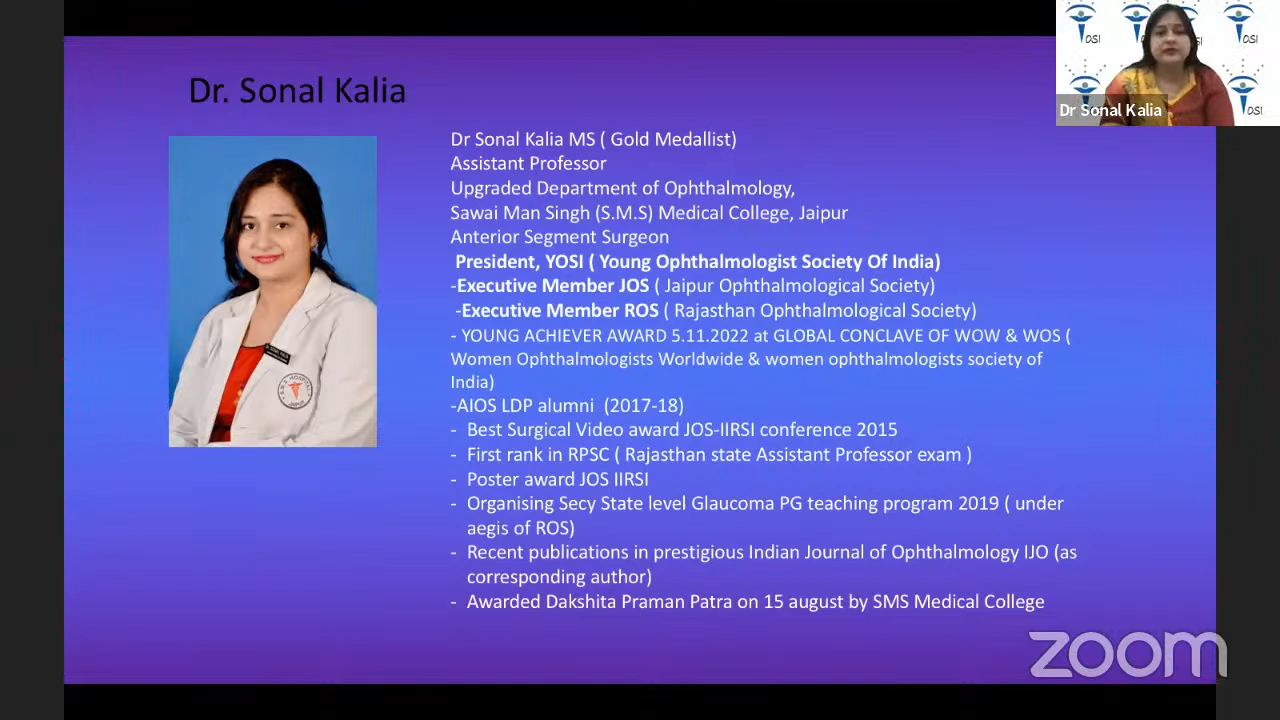 Dr. Sonal Kalia
Dr Sonal Kalia MS ( Gold Medallist)
Assistant Professor
Upgraded Department of Ophthalmology,
Sawai Man Singh (S.M.S) Medical College, Jaipur
Anterior Segment Surgeon
President, YOSI ( Young Ophthalmologist Society Of India)
-Executive Member JOS ( Jaipur Ophthalmological Society)
-Executive Member ROS ( Rajasthan Ophthalmological Society)
- YOUNG ACHIEVER AWARD 5.11.2022 at GLOBAL CONCLAVE OF WOW & WOS (
Women Ophthalmologists Worldwide & women ophthalmologists society of
India)
-AIOS LDP alumni (2017-18)
- Best Surgical Video award JOS-IIRSI conference 2015
- First rank in RPSC ( Rajasthan state Assistant Professor exam )
- Poster award JOS IIRSI
- Organising Secy State level Glaucoma PG teaching program 2019 ( under
aegis of ROS)
- Recent publications in prestigious Indian Journal of Ophthalmology IJO (as
corresponding author)
- Awarded Dakshita Praman Patra on 15 august by SMS Medical College
Dr Sonal Kalia
zoom